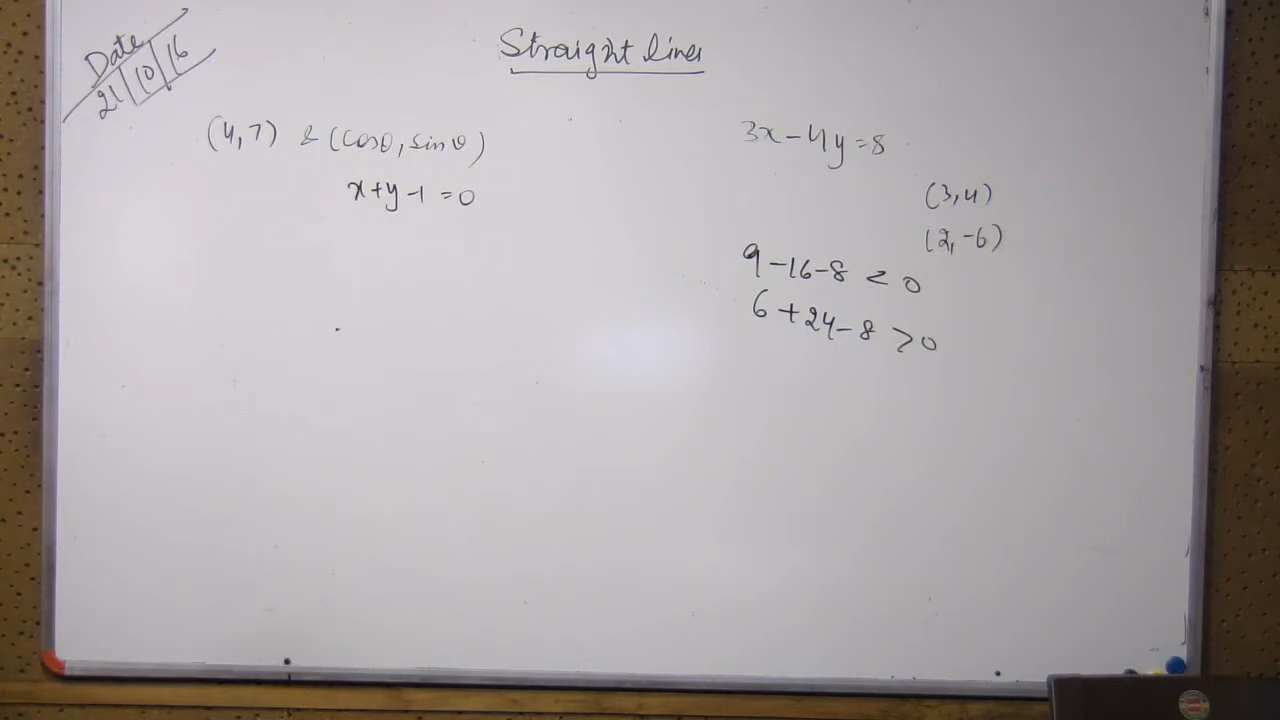 Date
21/10/16
Straight lines
(4,7) & (cosθ, sinθ)
x+y-1=0
3x-4y=8
(3,4)
(2,-6)
9-16-8 < 0
6+24-8 >0